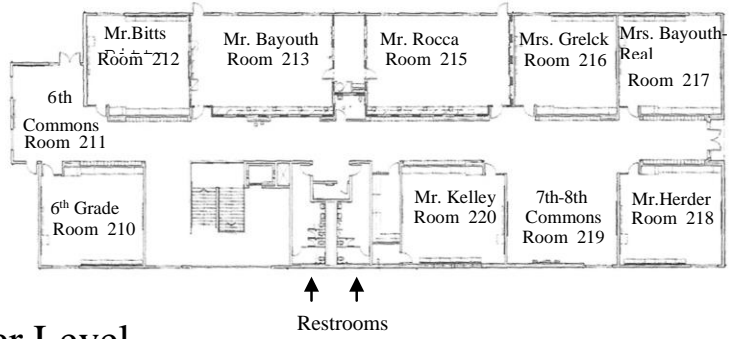 Mr.Bitts
Room 212
Mr. Bayouth
Room 213
Mr. Rocca
Room 215
Mrs. Grelck
Room 216
Mrs. Bayouth-
Real
Room 217
6th
Commons
Room 211
6th Grade
Room 210
Mr. Kelley
Room 220
7th-8th
Commons
Room 219
Mr.Herder
Room 218
Restrooms
Level